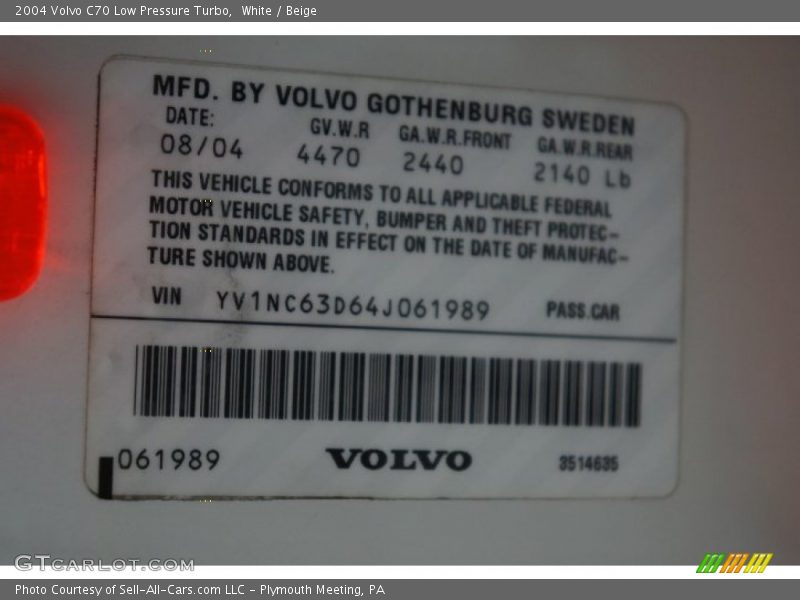 2004 Volvo C70 Low Pressure Turbo, White / Beige
MFD. BY VOLVO GOTHENBURG SWEDEN
DATE: GV.W.R GA.W.R.FRONT GA.W.R.REAR
08/04 4470 2440 2140 Lb
THIS VEHICLE CONFORMS TO ALL APPLICABLE FEDERAL
MOTOR VEHICLE SAFETY, BUMPER AND THEFT PROTEC-
TION STANDARDS IN EFFECT ON THE DATE OF MANUFAC-
TURE SHOWN ABOVE.
VIN YV1NC63D64J061989 PASS.CAR
061989 VOLVO 3514635
GTCARLOT.COM
Photo Courtesy of Sell-All-Cars.com LLC - Plymouth Meeting, PA